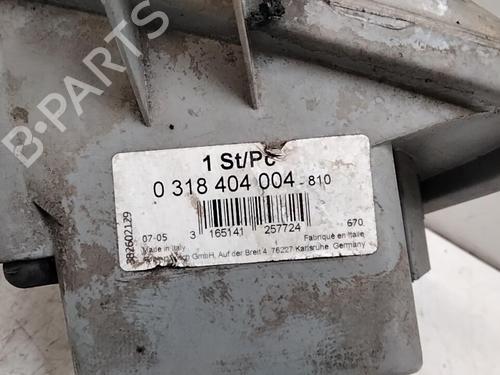 B-PARTS
1 St/Pc
0 318 404 004 - 810
882602129
07-05 3 165141 257724 670
Made in Italy Fabriqué en Italie
GmbH, Auf der Breit 4, 76227 Karlsruhe, Germany